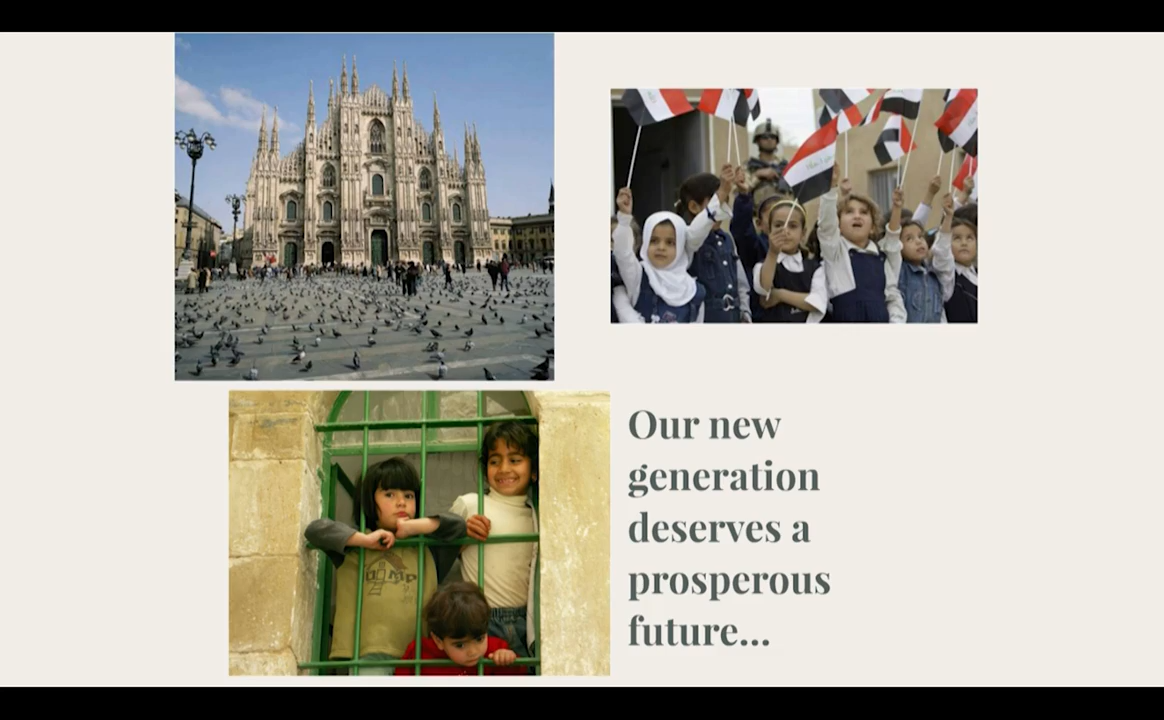 Our new
generation
deserves a
prosperous
future...